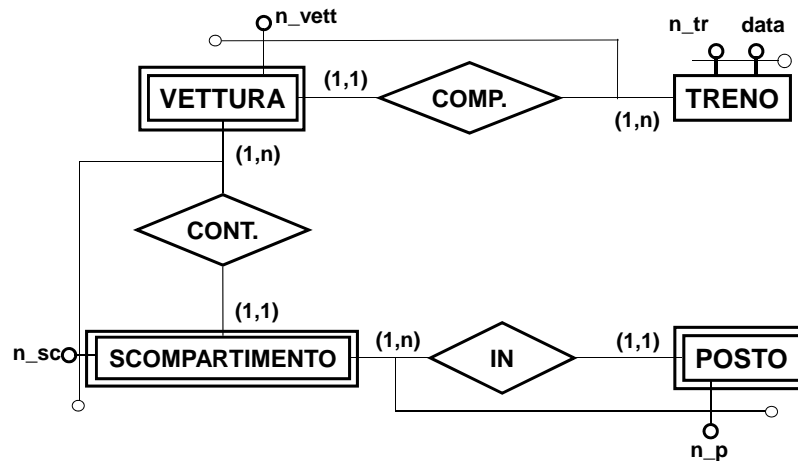 n_vett
n_tr data
VETTURA (1,1) COMP. (1,n) TRENO
(1,n)
CONT.
(1,1)
n_sc SCOMPARTIMENTO (1,n) IN (1,1) POSTO
n_p